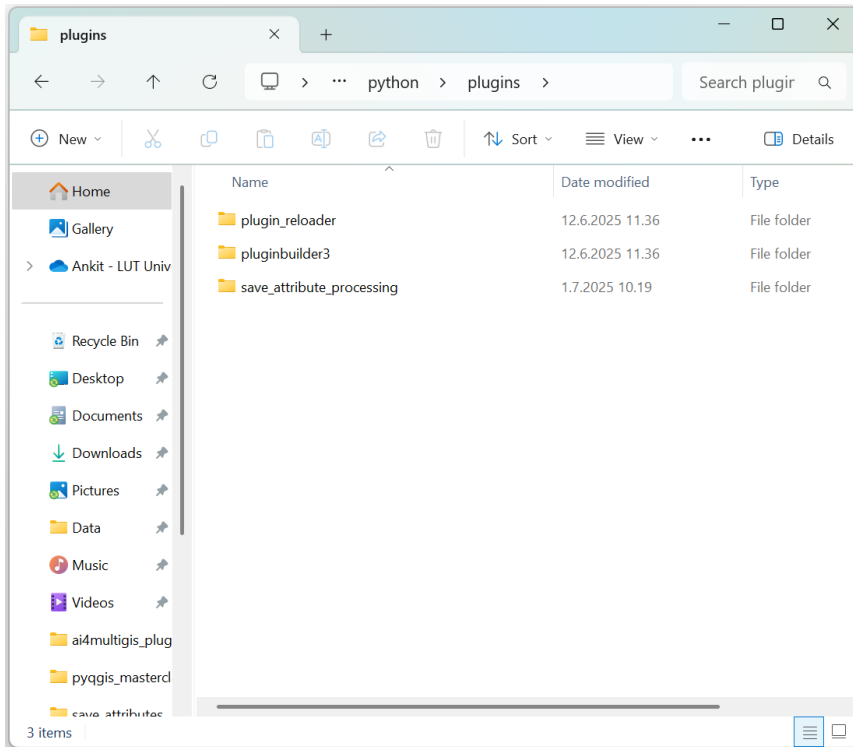 plugins
python plugins
Search plugin
New Sort View Details
Name Date modified Type
plugin_reloader 12.6.2025 11.36 File folder
pluginbuilder3 12.6.2025 11.36 File folder
save_attribute_processing 1.7.2025 10.19 File folder
Home
Gallery
Ankit - LUT Univ
Recycle Bin
Desktop
Documents
Downloads
Pictures
Data
Music
Videos
ai4multigis_plug
pyqgis_mastercl
save_attributes
3 items